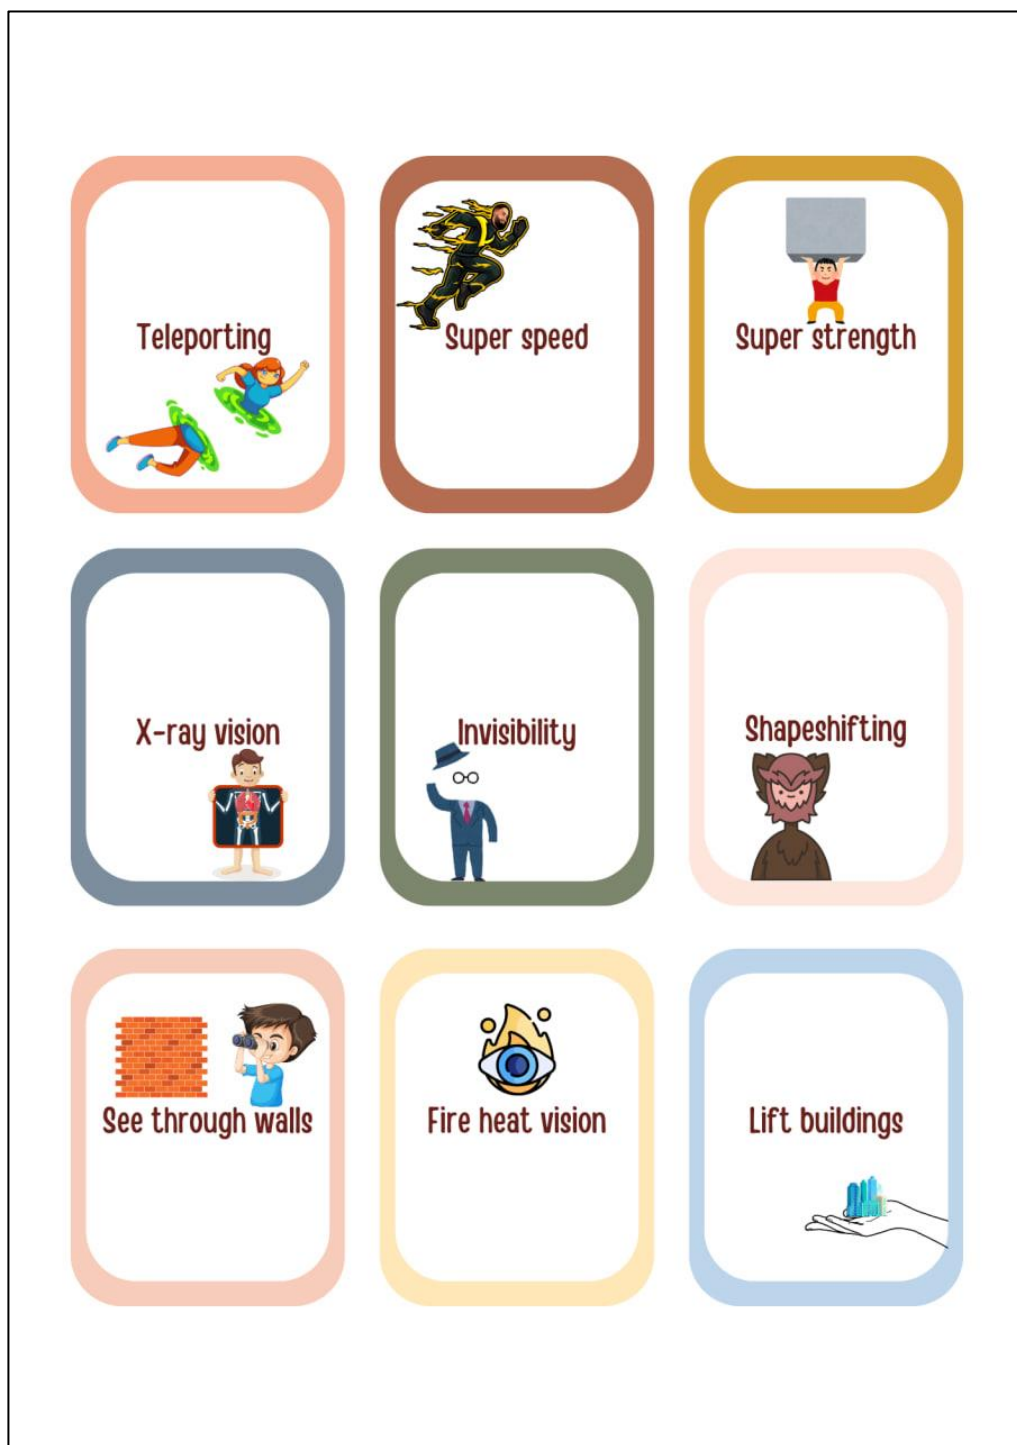 Teleporting
Super speed
Super strength
X-ray vision
Invisibility
Shapeshifting
See through walls
Fire heat vision
Lift buildings